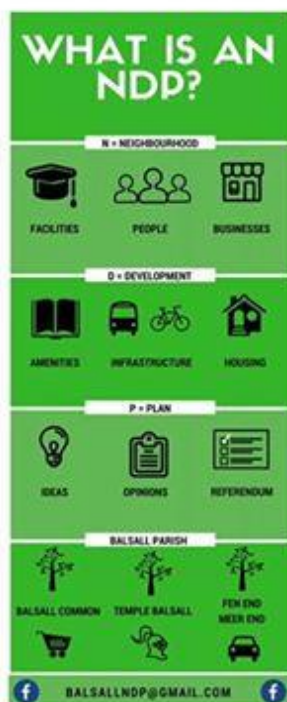 WHAT IS AN
NDP?
N = NEIGHBOURHOOD
FACILITIES PEOPLE BUSINESSES
D = DEVELOPMENT
AMENITIES INFRASTRUCTURE HOUSING
P = PLAN
IDEAS OPINIONS REFERENDUM
BALSALL PARISH
BALSALL COMMON TEMPLE BALSALL FEN END
MEER END
f BALSALLNDP@GMAIL.COM f